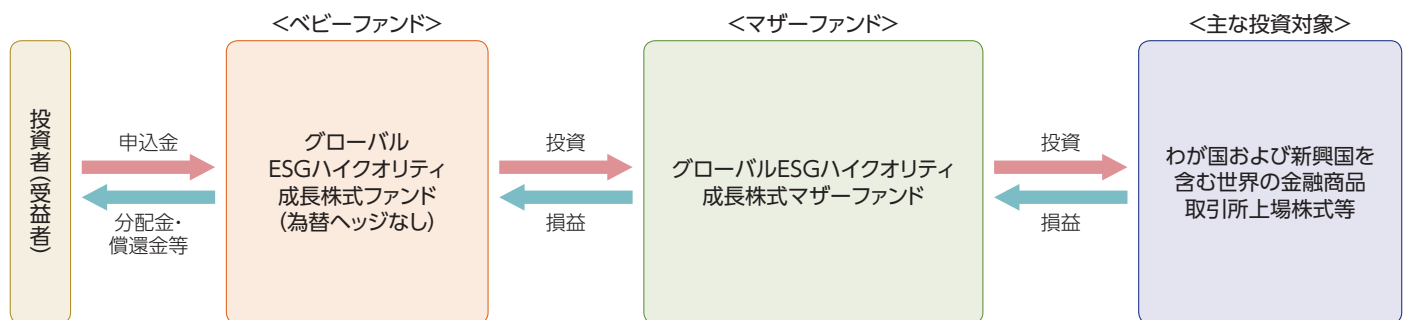 <ベビーファンド>
<マザーファンド>
<主な投資対象>
投資者(受益者)
申込金
分配金・
償還金等
グローバル
ESGハイクオリティ
成長株式ファンド
(為替ヘッジなし)
投資
損益
グローバルESGハイクオリティ
成長株式マザーファンド
投資
損益
わが国および新興国を
含む世界の金融商品
取引所上場株式等